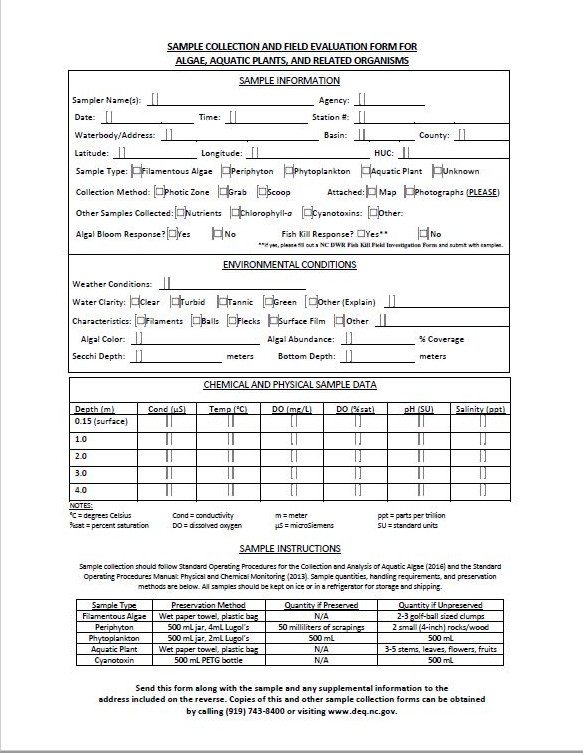 SAMPLE COLLECTION AND FIELD EVALUATION FORM FOR
ALGAE, AQUATIC PLANTS, AND RELATED ORGANISMS
SAMPLE INFORMATION
Sampler Name(s): Agency:
Date: Time: Station #:
Waterbody/Address: Basin: County:
Latitude: Longitude: HUC:
Sample Type: Filamentous Algae Periphyton Phytoplankton Aquatic Plant Unknown
Collection Method: Photic Zone Grab Scoop Attached: Map Photographs (PLEASE)
Other Samples Collected: Nutrients Chlorophyll-a Cyanotoxins: Other:
Algal Bloom Response? Yes No Fish Kill Response? Yes** No
**If yes, please fill out a NC DWR Fish Kill Field Investigation Form and submit with samples.
ENVIRONMENTAL CONDITIONS
Weather Conditions:
Water Clarity: Clear Turbid Tannic Green Other (Explain)
Characteristics: Filaments Balls Flecks Surface Film Other
Algal Color: Algal Abundance: % Coverage
Secchi Depth: meters Bottom Depth: meters
CHEMICAL AND PHYSICAL SAMPLE DATA
Depth (m) Cond (µS) Temp (°C) DO (mg/L) DO (%sat) pH (SU) Salinity (ppt)
0.15 (surface)
1.0
2.0
3.0
4.0
NOTES:
°C = degrees Celsius Cond = conductivity m = meter ppt = parts per trillion
%sat = percent saturation DO = dissolved oxygen µS = microSiemens SU = standard units
SAMPLE INSTRUCTIONS
Sample collection should follow Standard Operating Procedures for the Collection and Analysis of Aquatic Algae (2016) and the Standard
Operating Procedures Manual: Physical and Chemical Monitoring (2013). Sample quantities, handling requirements, and preservation
methods are below. All samples should be kept on ice or in a refrigerator for storage and shipping.
Sample Type Preservation Method Quantity if Preserved Quantity if Unpreserved
Filamentous Algae Wet paper towel, plastic bag N/A 2-3 golf-ball sized clumps
Periphyton 500 mL jar, 4mL Lugol's 50 milliliters of scrapings 2 small (4-inch) rocks/wood
Phytoplankton 500 mL jar, 2mL Lugol's 500 mL 500 mL
Aquatic Plant Wet paper towel, plastic bag N/A 3-5 stems, leaves, flowers, fruits
Cyanotoxin 500 mL PETG bottle N/A 500 mL
Send this form along with the sample and any supplemental information to the
address included on the reverse. Copies of this and other sample collection forms can be obtained
by calling (919) 743-8400 or visiting www.deq.nc.gov.